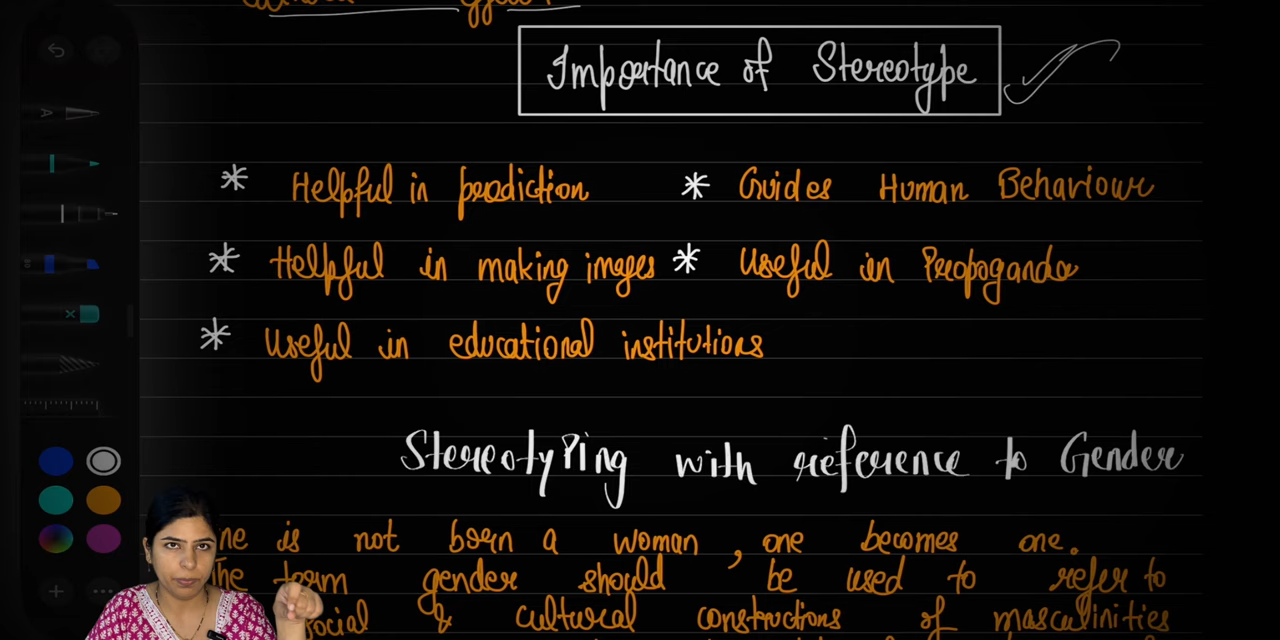 Importance of Stereotype
* Helpful in prediction * Guides Human Behaviour
* Helpful in making images * Useful in Propoganda
* Useful in educational institutions
Stereotyping with reference to Gender
is not born a woman, one becomes one.
term gender should be used to refer to
social & cultural constructions of masculinities